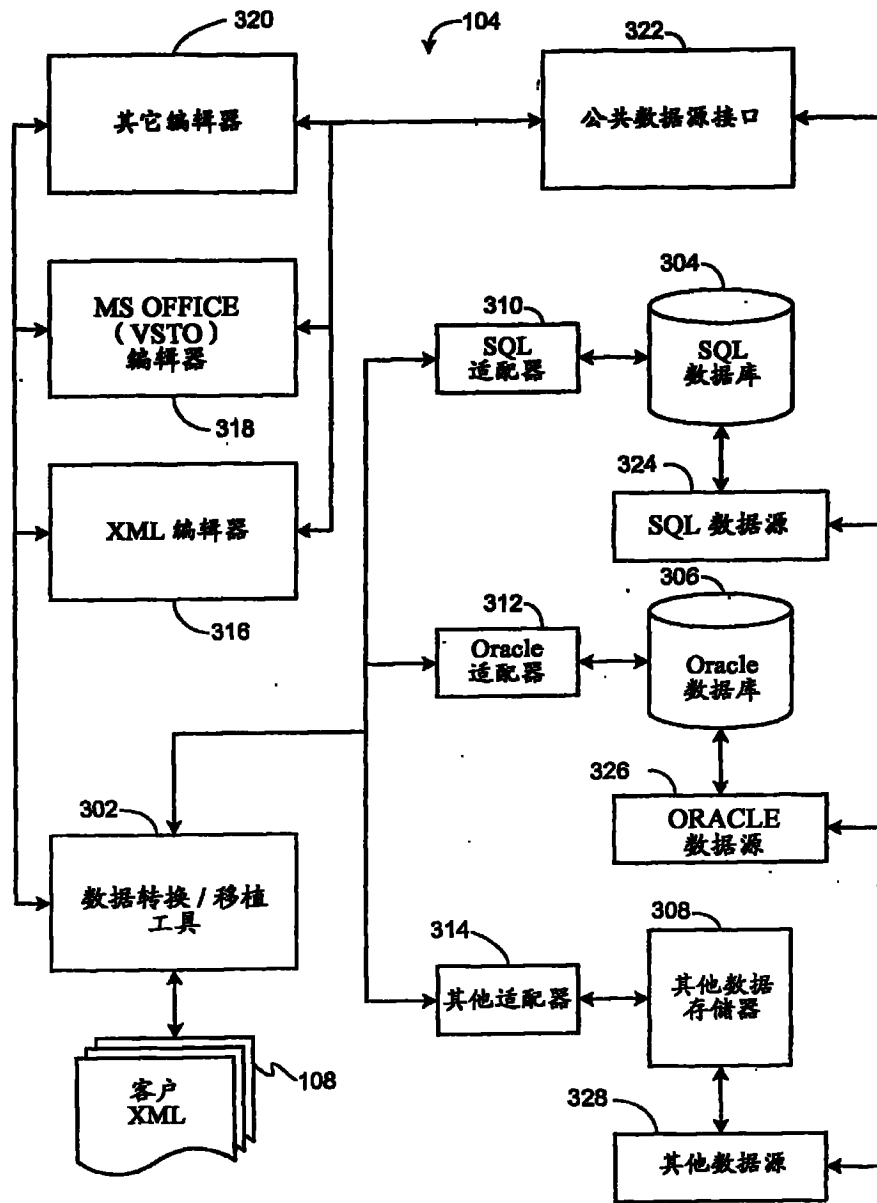 320
104
322
其它编辑器
公共数据源接口
304
MS OFFICE
（VSTO）
编辑器
310
SQL
适配器
SQL
数据库
318
324
XML 编辑器
SQL 数据源
306
316
312
Oracle
适配器
Oracle
数据库
302
326
ORACLE
数据源
数据转换 / 移植
工具
314
308
其他适配器
其他数据
存储器
108
客户
XML
328
其他数据源